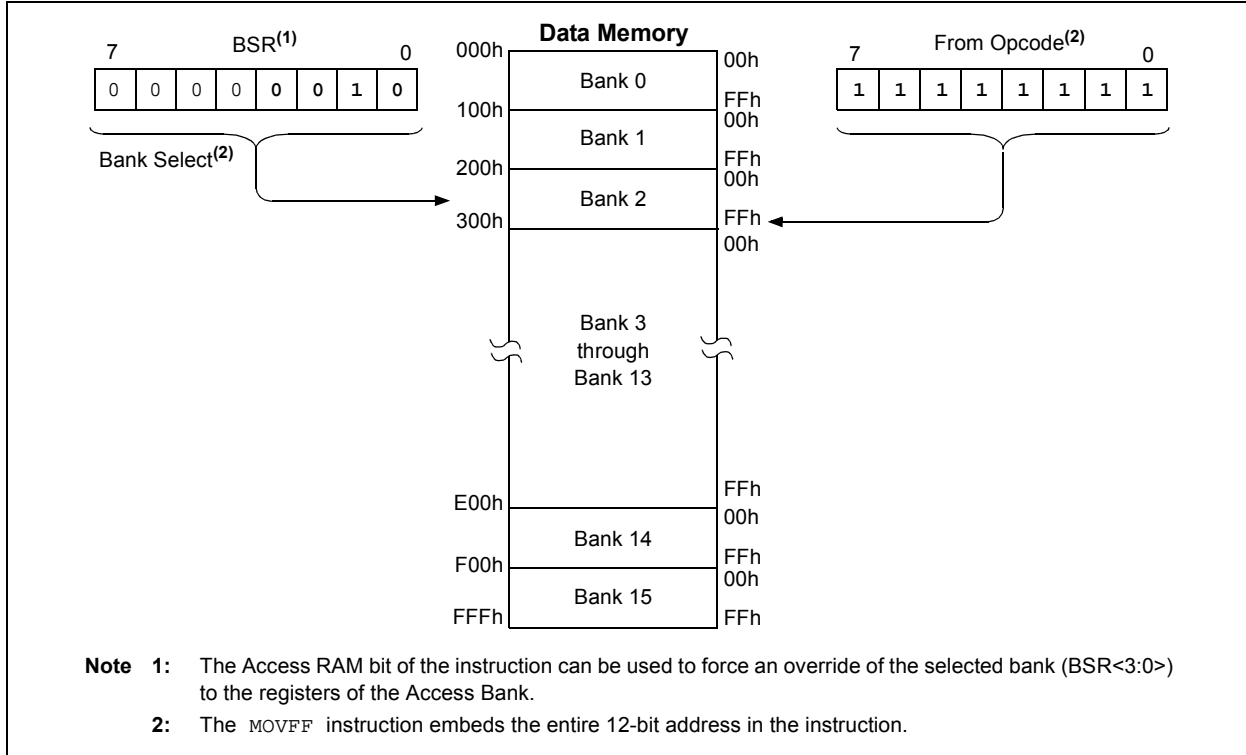 Data Memory
7 BSR(1) 0
0 0 0 0 0 0 1 0
Bank Select(2)
000h
100h
200h
300h
E00h
F00h
FFFh
Bank 0
Bank 1
Bank 2
Bank 3
through
Bank 13
Bank 14
Bank 15
00h
FFh
00h
FFh
00h
FFh
00h
FFh
00h
FFh
00h
FFh
7 From Opcode(2) 0
1 1 1 1 1 1 1 1
Note 1: The Access RAM bit of the instruction can be used to force an override of the selected bank (BSR<3:0>)
to the registers of the Access Bank.
2: The MOVFF instruction embeds the entire 12-bit address in the instruction.